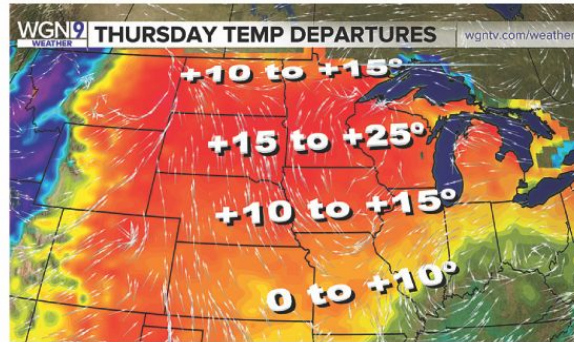 WGN9
WEATHER
THURSDAY TEMP DEPARTURES
wgntv.com/weather
+10 to +15°
+15 to +25°
+10 to +15°
0 to +10°